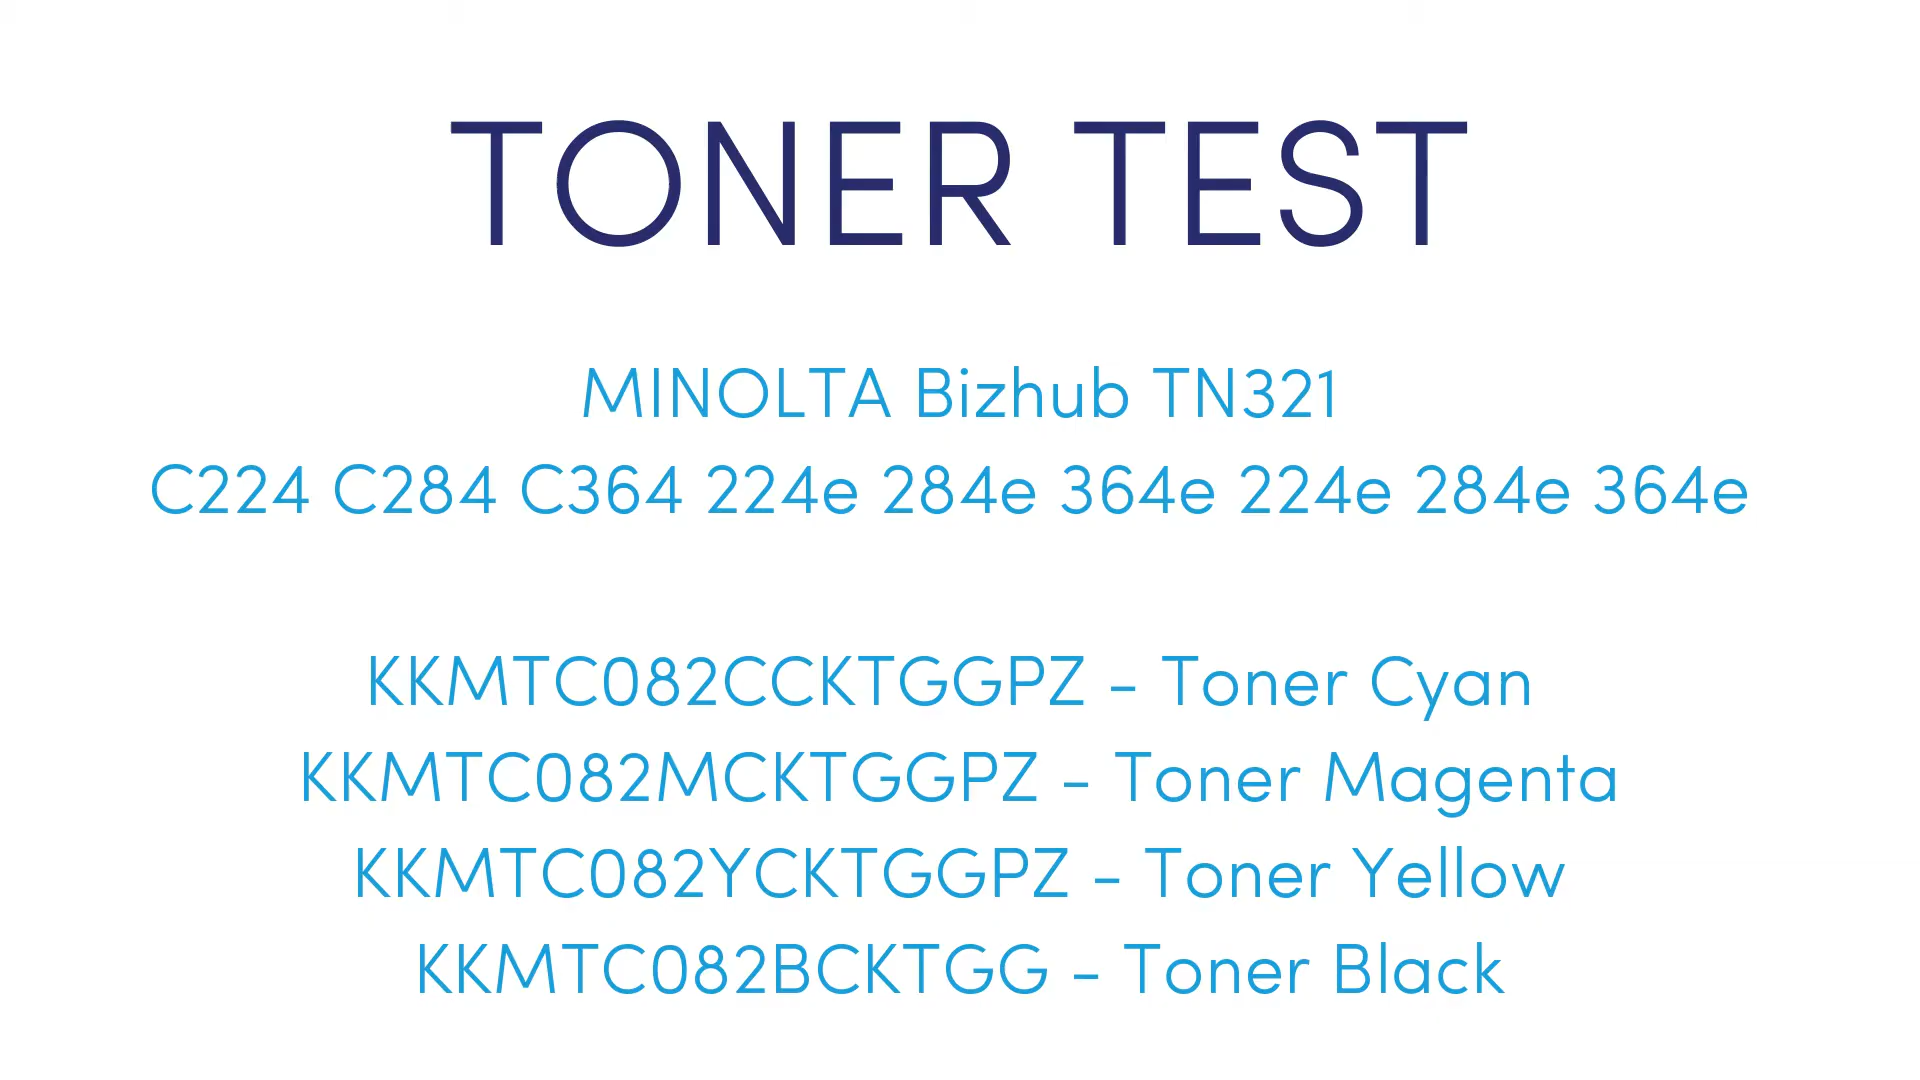 TONER TEST
MINOLTA Bizhub TN321
C224 C284 C364 224e 284e 364e 224e 284e 364e
KKMTC082CCKTGGPZ - Toner Cyan
KKMTC082MCKTGGPZ - Toner Magenta
KKMTC082YCKTGGPZ - Toner Yellow
KKMTC082BCKTGG - Toner Black